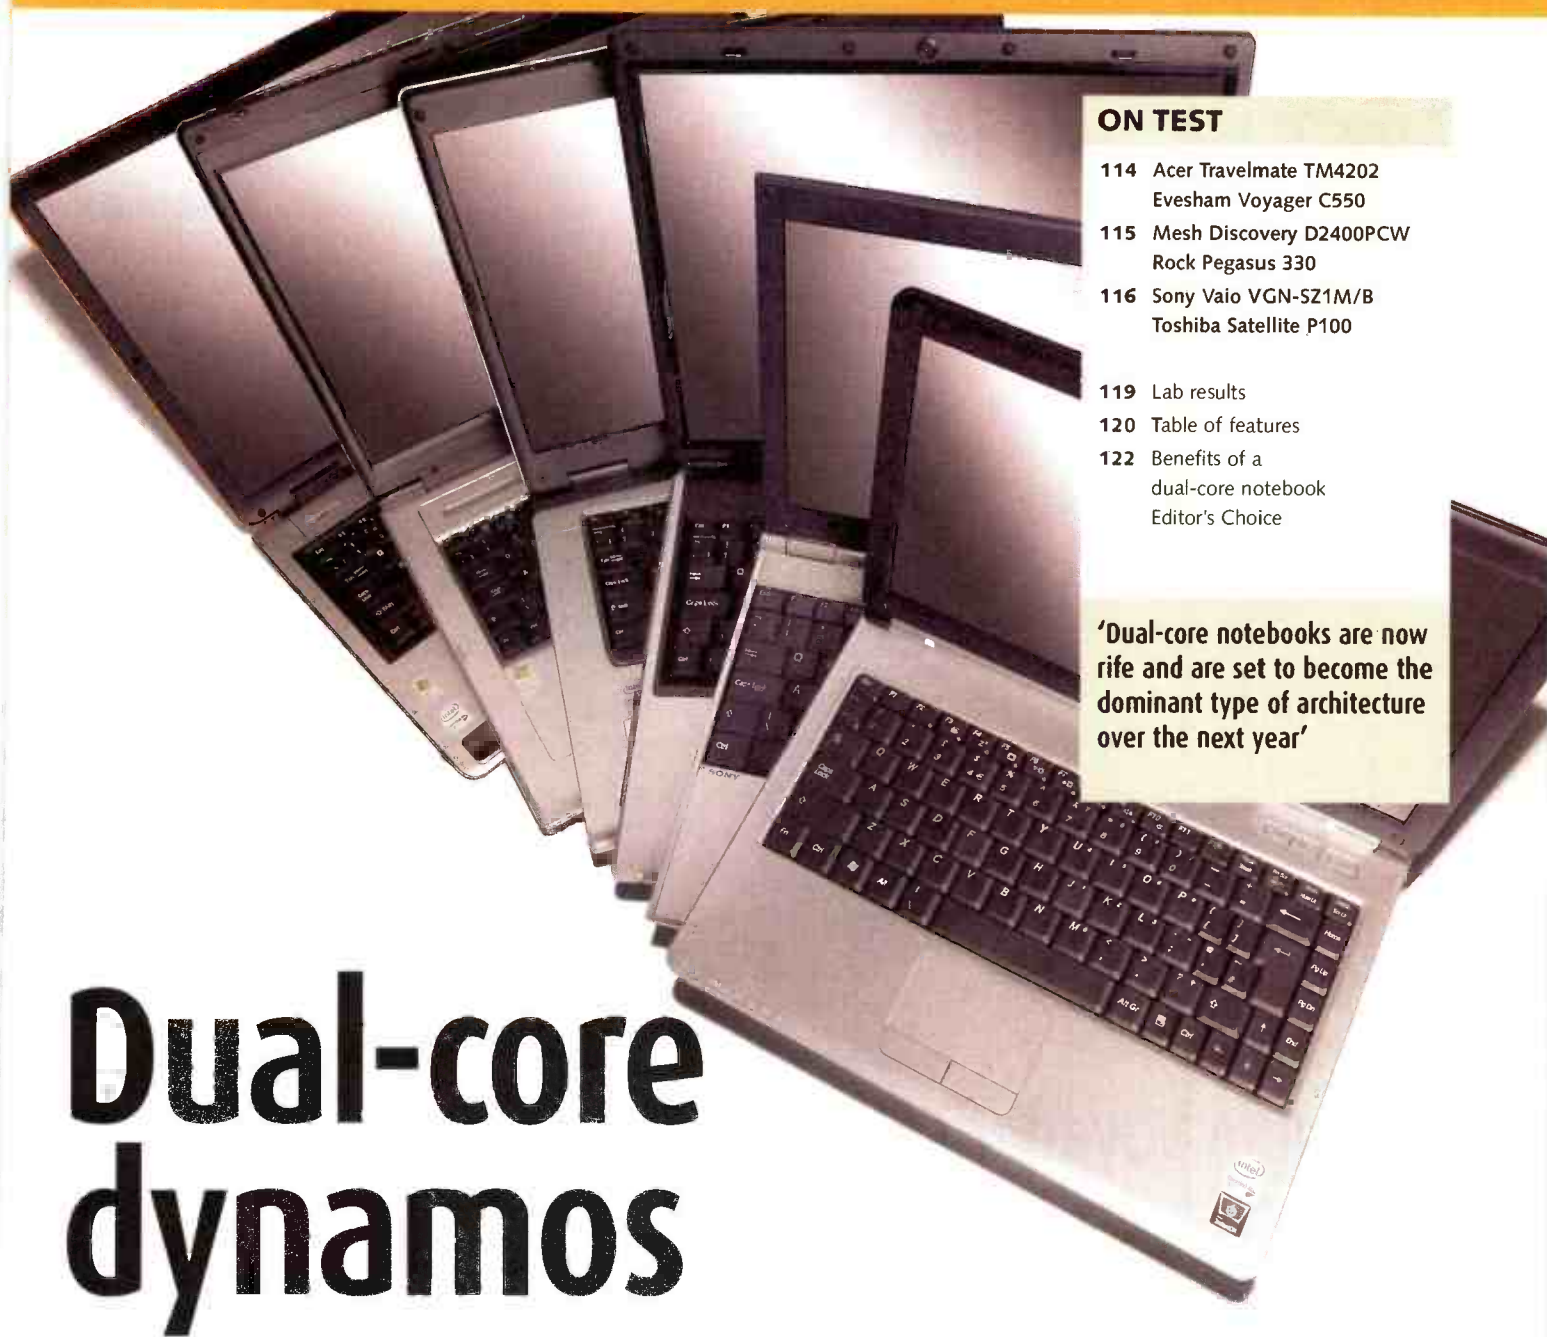 ON TEST
114 Acer Travelmate TM4202
Evesham Voyager C550
115 Mesh Discovery D2400PCW
Rock Pegasus 330
116 Sony Vaio VGN-SZ1M/B
Toshiba Satellite P100
119 Lab results
120 Table of features
122 Benefits of a
dual-core notebook
Editor's Choice
'Dual-core notebooks are now
rife and are set to become the
dominant type of architecture
over the next year'
SONY
Dual-core
dynamos
intel